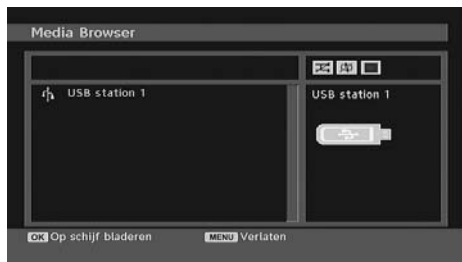 Media Browser
USB station 1
USB station 1
OK Op schijf bladeren MENU Verlaten